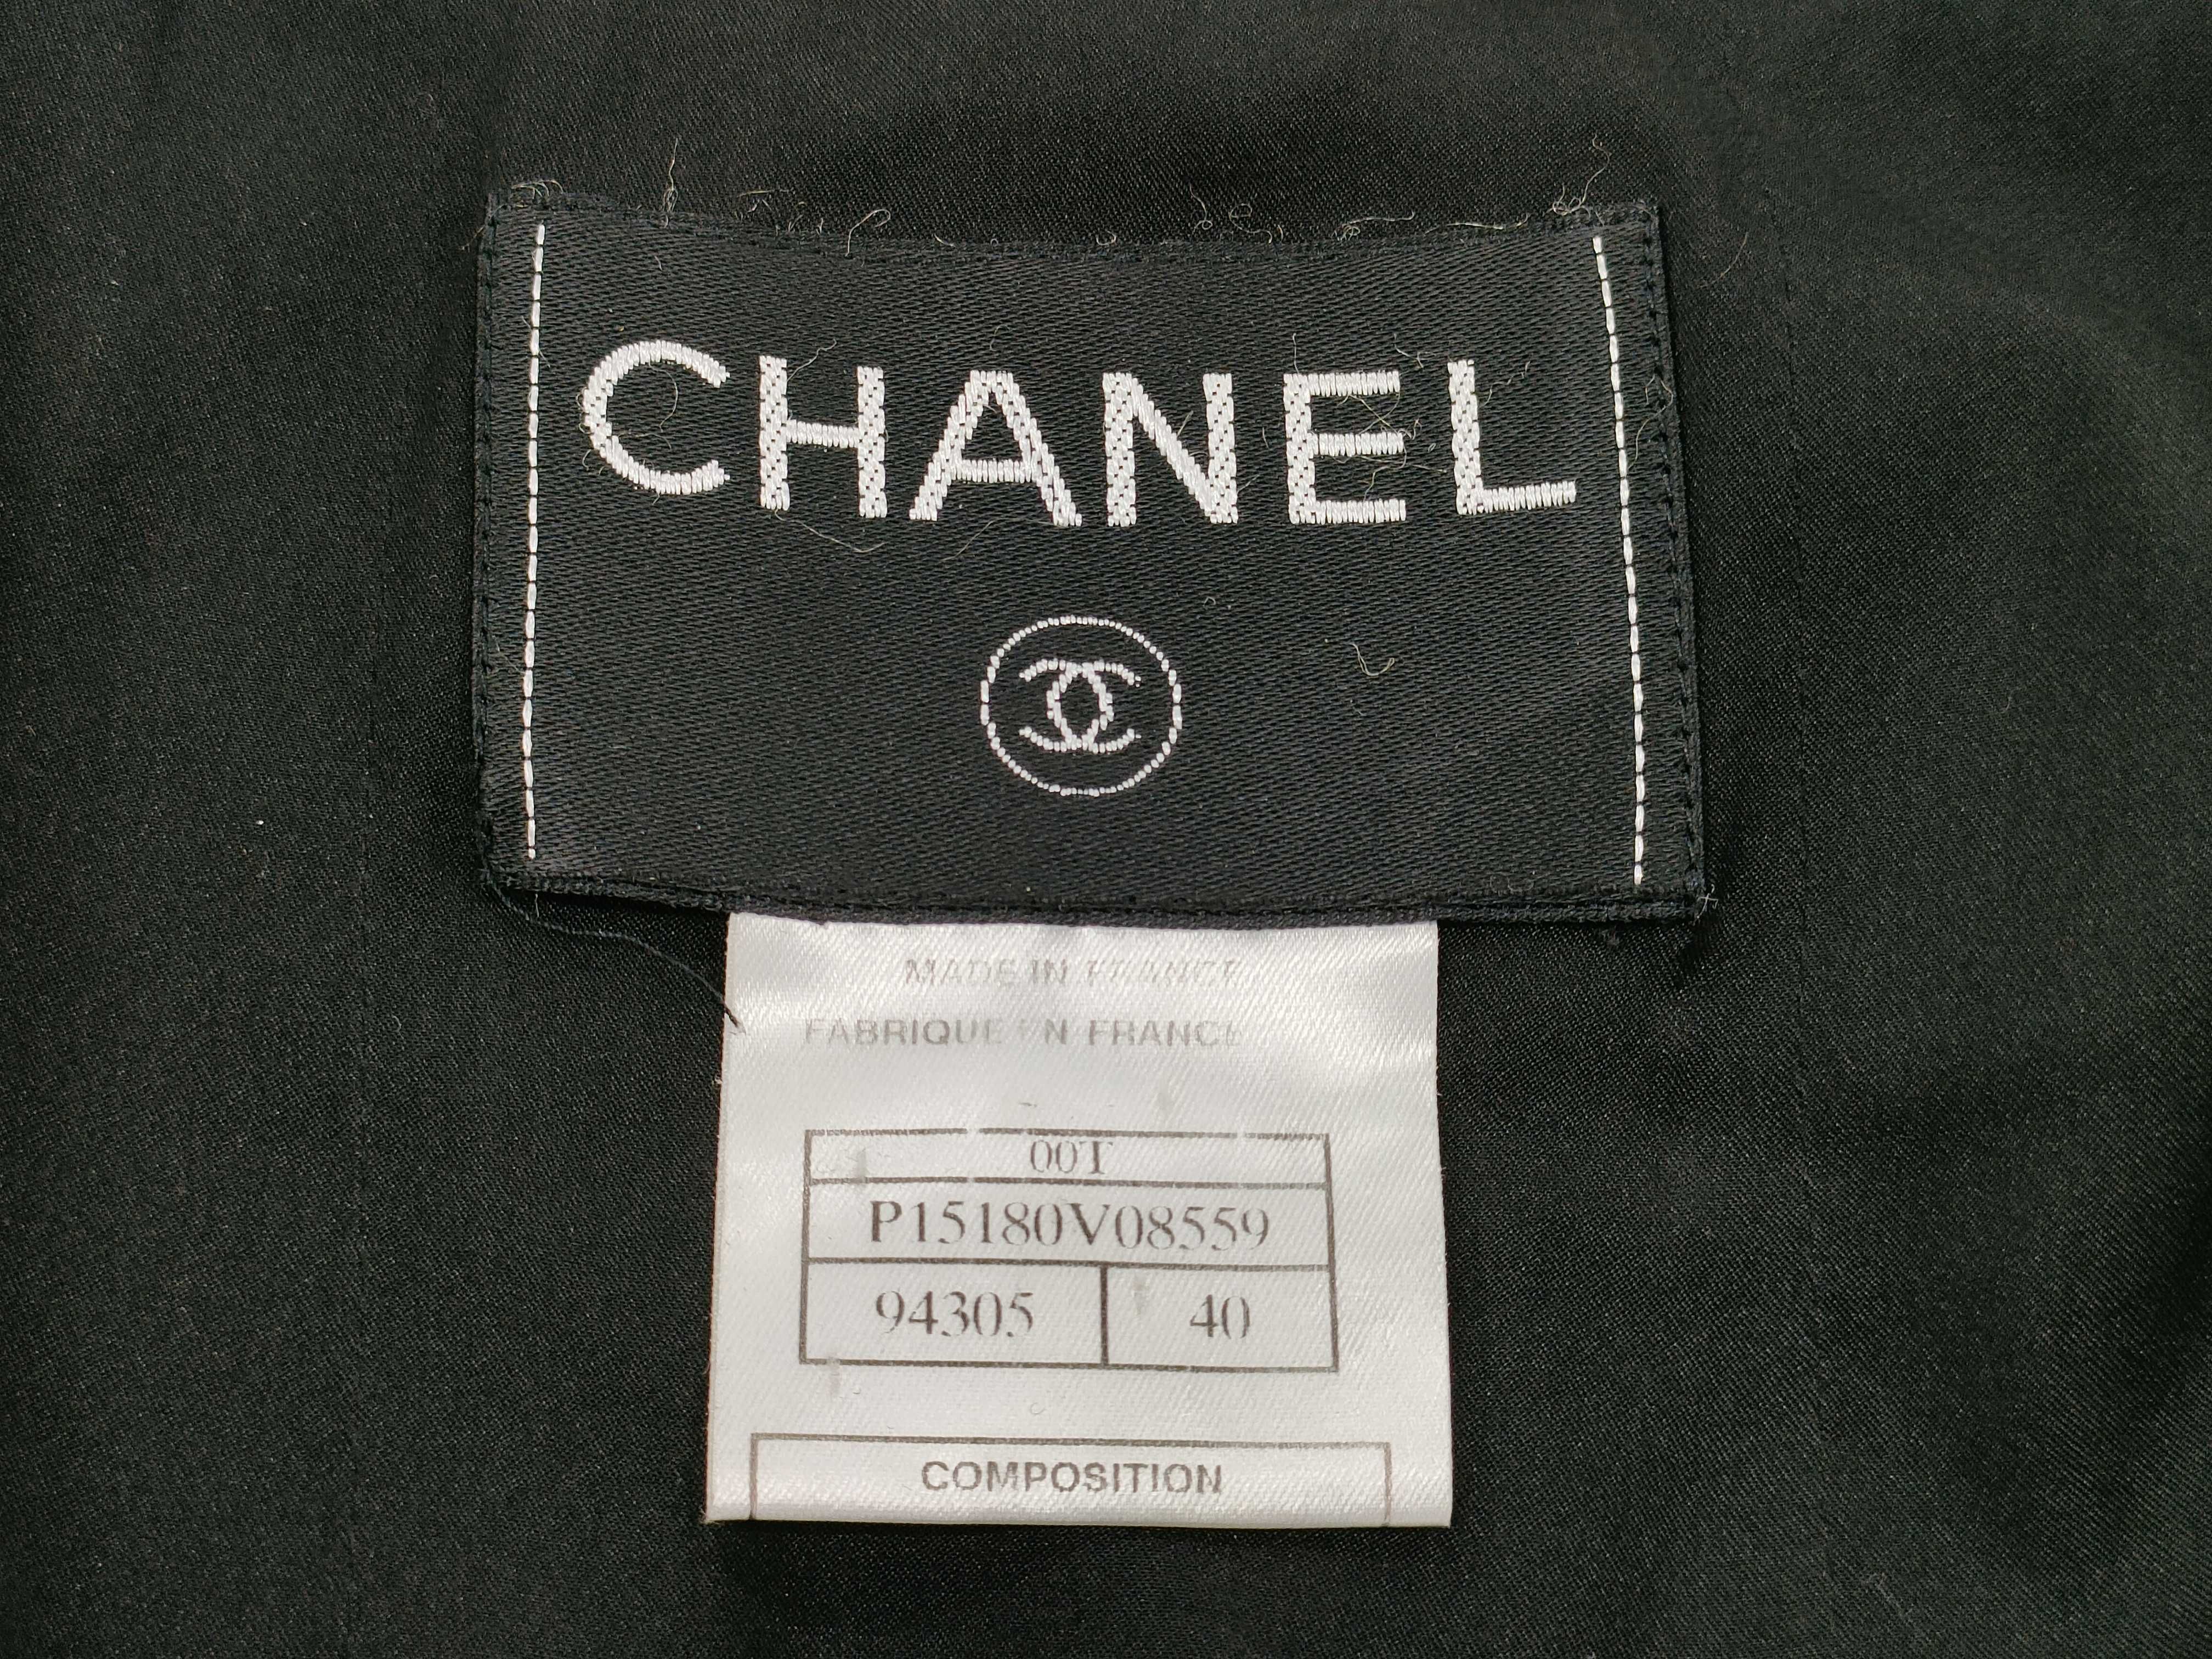 CHANEL
MADE IN FRANCE
FABRIQUE EN FRANCE
00T
P15180V08559
94305 40
COMPOSITION